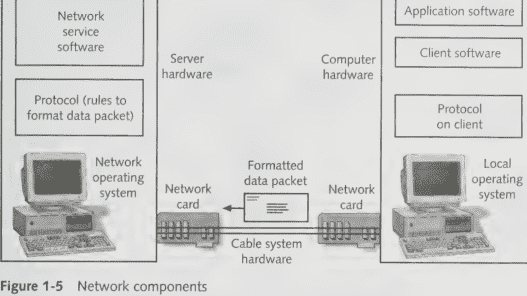 Network
service
software
Protocol (rules to
format data packet)
Network
operating
system
Server
hardware
Network
card
Formatted
data packet
Cable system
hardware
Computer
hardware
Network
card
Application software
Client software
Protocol
on client
Local
operating
system
Figure 1-5 Network components